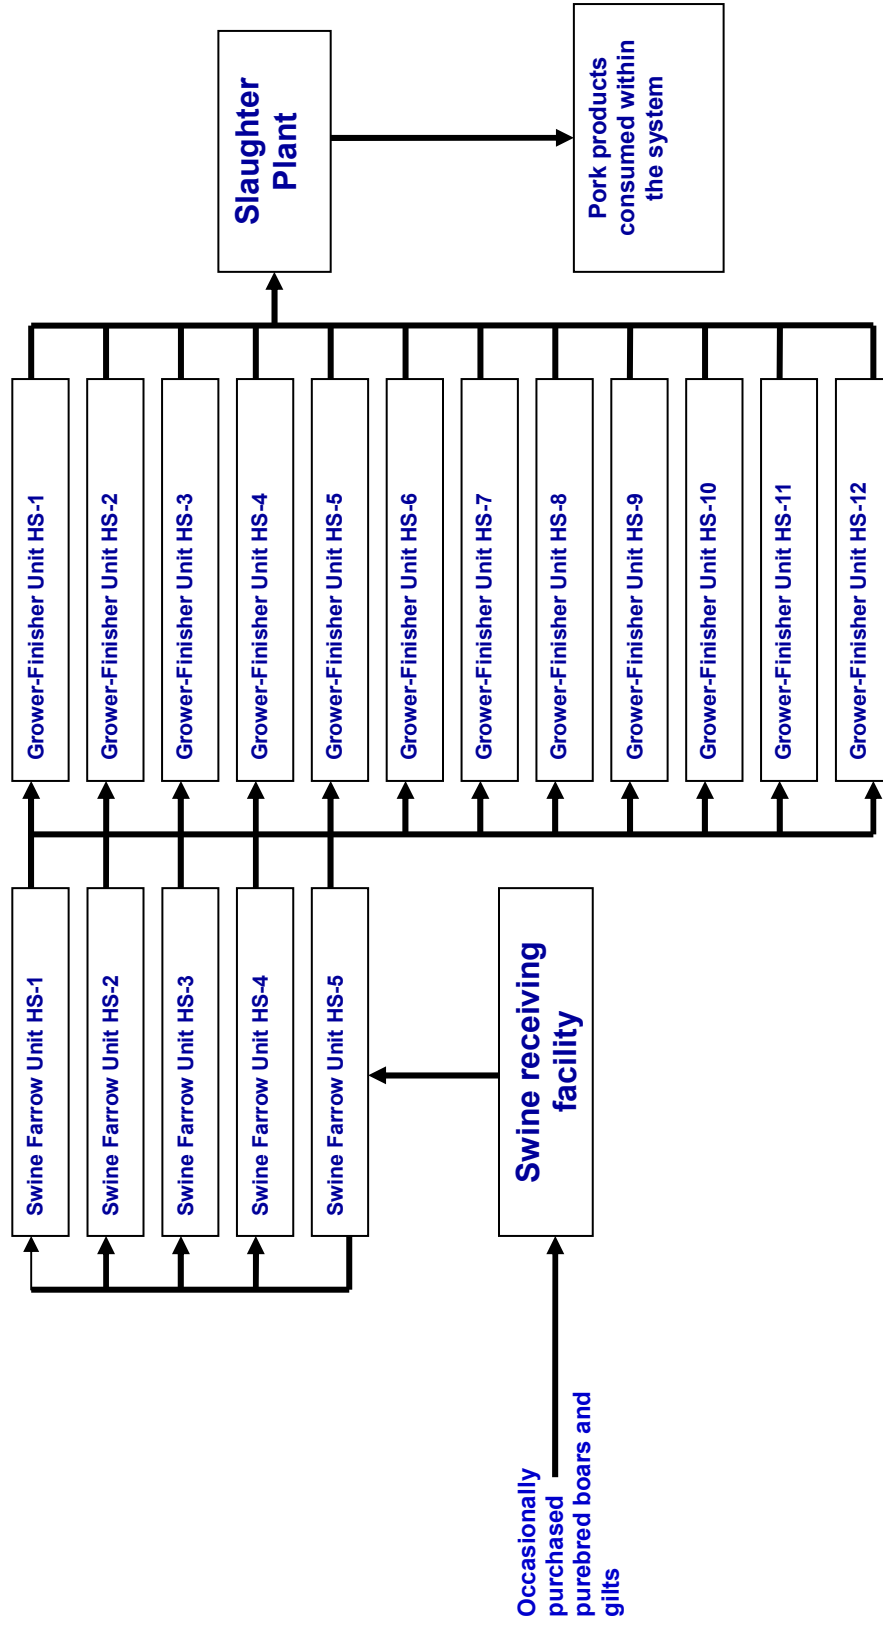 Swine Farrow Unit HS-1
Swine Farrow Unit HS-2
Swine Farrow Unit HS-3
Swine Farrow Unit HS-4
Swine Farrow Unit HS-5
Occasionally
purchased
purebred boars and
gilts
Swine receiving
facility
Grower-Finisher Unit HS-1
Grower-Finisher Unit HS-2
Grower-Finisher Unit HS-3
Grower-Finisher Unit HS-4
Grower-Finisher Unit HS-5
Grower-Finisher Unit HS-6
Grower-Finisher Unit HS-7
Grower-Finisher Unit HS-8
Grower-Finisher Unit HS-9
Grower-Finisher Unit HS-10
Grower-Finisher Unit HS-11
Grower-Finisher Unit HS-12
Slaughter
Plant
Pork products
consumed within
the system